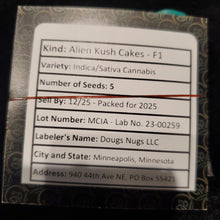 Kind: Alien Kush Cakes - F1
Variety: Indica/Sativa Cannabis
Number of Seeds: 5
Sell By: 12/25 - Packed for 2025
Lot Number: MCIA - Lab No. 23-00259
Labeler's Name: Dougs Nugs LLC
City and State: Minneapolis, Minnesota
Address: 940 44th Ave NE, PO Box 55421